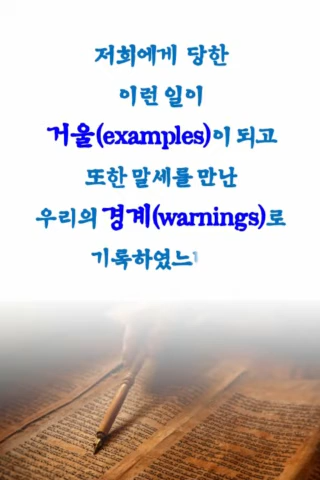 저희에게 당한
이런 일이
거울(examples)이 되고
또한 말세를 만난
우리의 경계(warnings)로
기록하였느